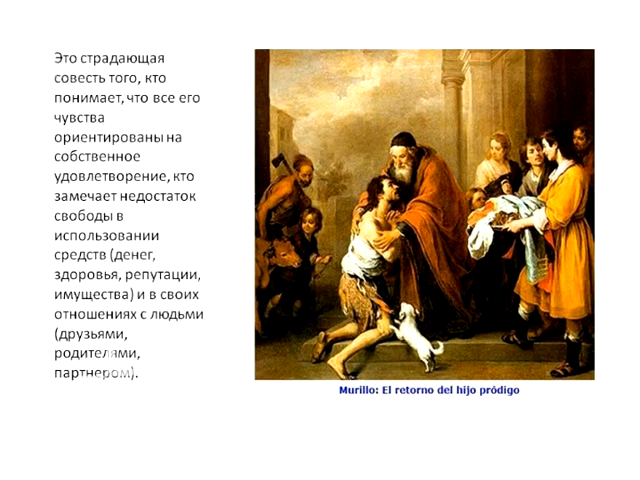 Это страдающая
совесть того, кто
понимает, что все его
чувства
ориентированы на
собственное
удовлетворение, кто
замечает недостаток
свободы в
использовании
средств (денег,
здоровья, репутации,
имущества) и в своих
отношениях с людьми
(друзьями,
родителями,
партнером).
Murillo: El retorno del hijo pródigo